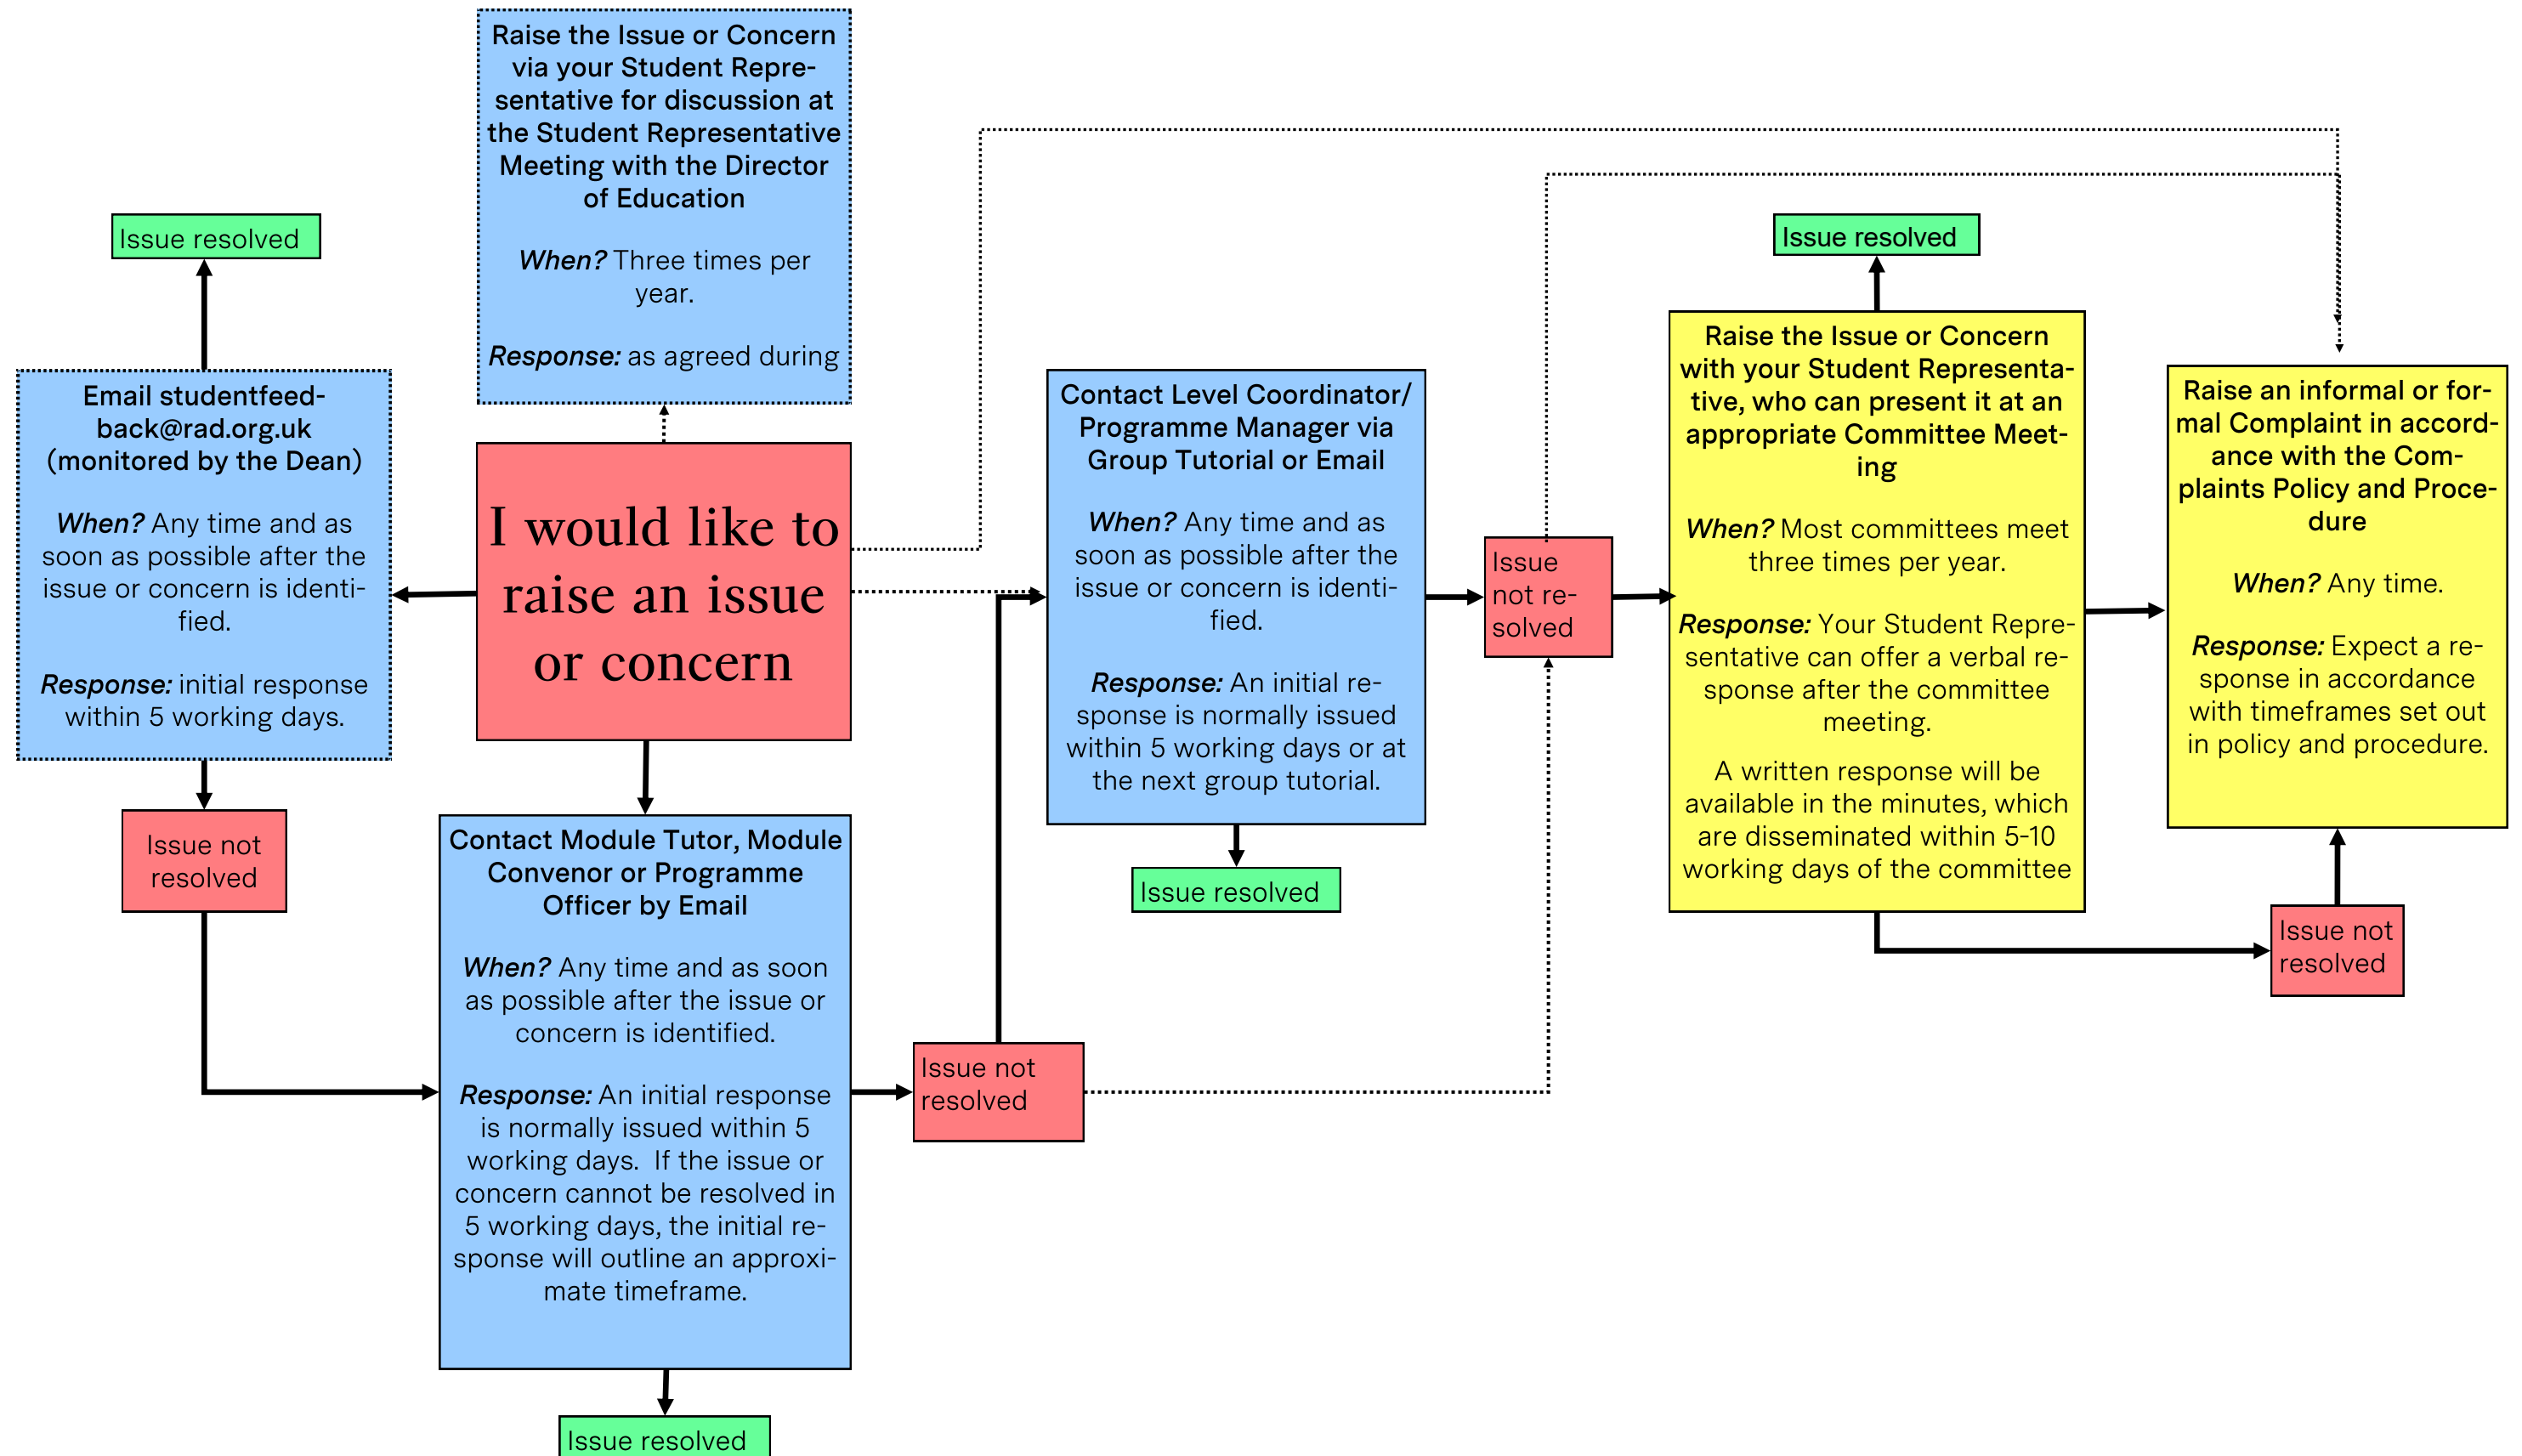 Raise the Issue or Concern
via your Student Repre-
sentative for discussion at
the Student Representative
Meeting with the Director
of Education
When? Three times per
year.
Response: as agreed during
Issue resolved
Email studentfeed-
back@rad.org.uk
(monitored by the Dean)
When? Any time and as
soon as possible after the
issue or concern is identi-
fied.
Response: initial response
within 5 working days.
Issue not
resolved
I would like to
raise an issue
or concern
Contact Module Tutor, Module
Convenor or Programme
Officer by Email
When? Any time and as soon
as possible after the issue or
concern is identified.
Response: An initial response
is normally issued within 5
working days.  If the issue or
concern cannot be resolved in
5 working days, the initial re-
sponse will outline an approxi-
mate timeframe.
Issue resolved
Issue not
resolved
Contact Level Coordinator/
Programme Manager via
Group Tutorial or Email
When? Any time and as
soon as possible after the
issue or concern is identi-
fied.
Response: An initial re-
sponse is normally issued
within 5 working days or at
the next group tutorial.
Issue resolved
Issue
not re-
solved
Issue resolved
Raise the Issue or Concern
with your Student Representa-
tive, who can present it at an
appropriate Committee Meet-
ing
When? Most committees meet
three times per year.
Response: Your Student Repre-
sentative can offer a verbal re-
sponse after the committee
meeting.
A written response will be
available in the minutes, which
are disseminated within 5-10
working days of the committee
Raise an informal or for-
mal Complaint in accord-
ance with the Com-
plaints Policy and Proce-
dure
When? Any time.
Response: Expect a re-
sponse in accordance
with timeframes set out
in policy and procedure.
Issue not
resolved